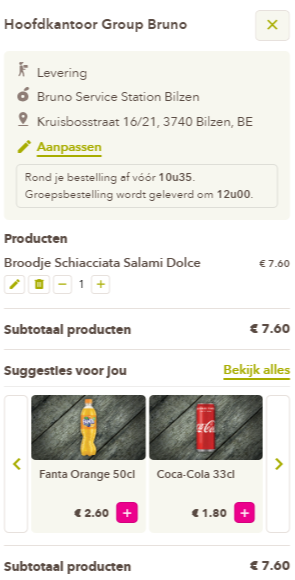 Hoofdkantoor Group Bruno
Levering
Bruno Service Station Bilzen
Kruisbosstraat 16/21, 3740 Bilzen, BE
Aanpassen
Rond je bestelling af vóór 10u35.
Groepsbestelling wordt geleverd om 12u00.
Producten
Broodje Schiacciata Salami Dolce € 7.60
1
Subtotaal producten € 7.60
Suggesties voor jou Bekijk alles
Fanta Orange 50cl
€ 2.60
Coca-Cola 33cl
€ 1.80
Subtotaal producten € 7.60